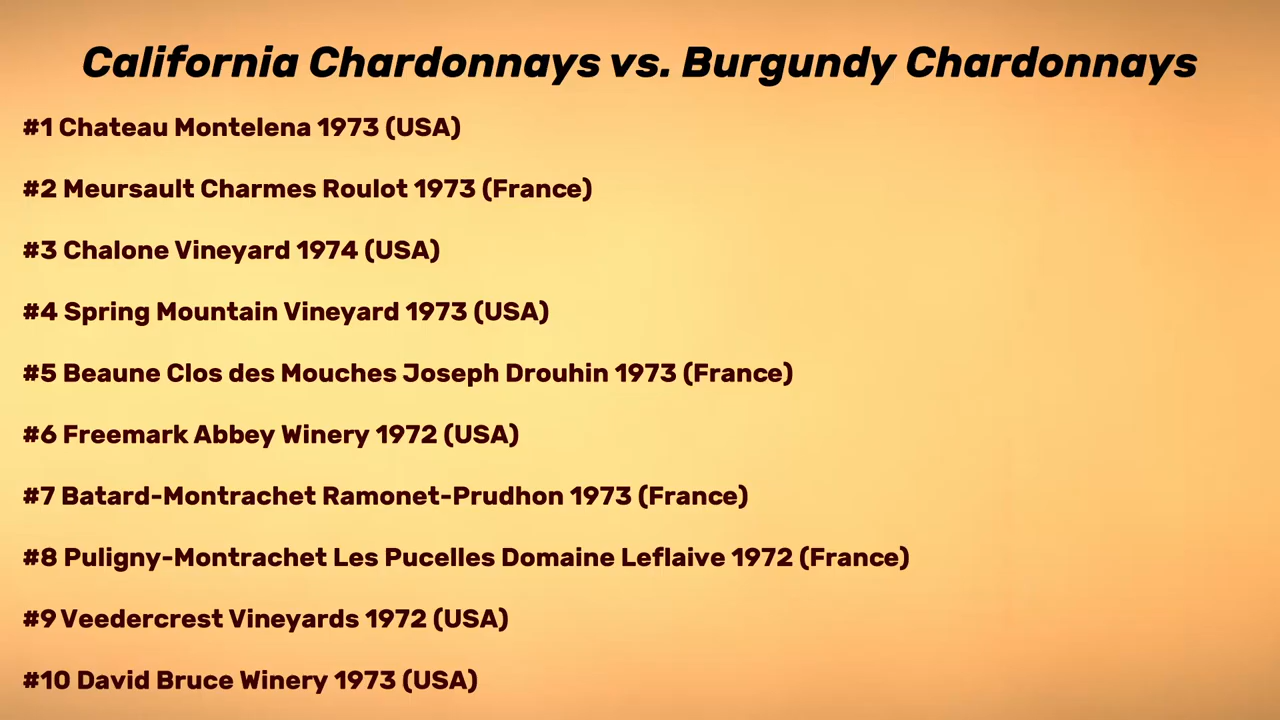 California Chardonnays vs. Burgundy Chardonnays
#1 Chateau Montelena 1973 (USA)
#2 Meursault Charmes Roulot 1973 (France)
#3 Chalone Vineyard 1974 (USA)
#4 Spring Mountain Vineyard 1973 (USA)
#5 Beaune Clos des Mouches Joseph Drouhin 1973 (France)
#6 Freemark Abbey Winery 1972 (USA)
#7 Batard-Montrachet Ramonet-Prudhon 1973 (France)
#8 Puligny-Montrachet Les Pucelles Domaine Leflaive 1972 (France)
#9 Veedercrest Vineyards 1972 (USA)
#10 David Bruce Winery 1973 (USA)